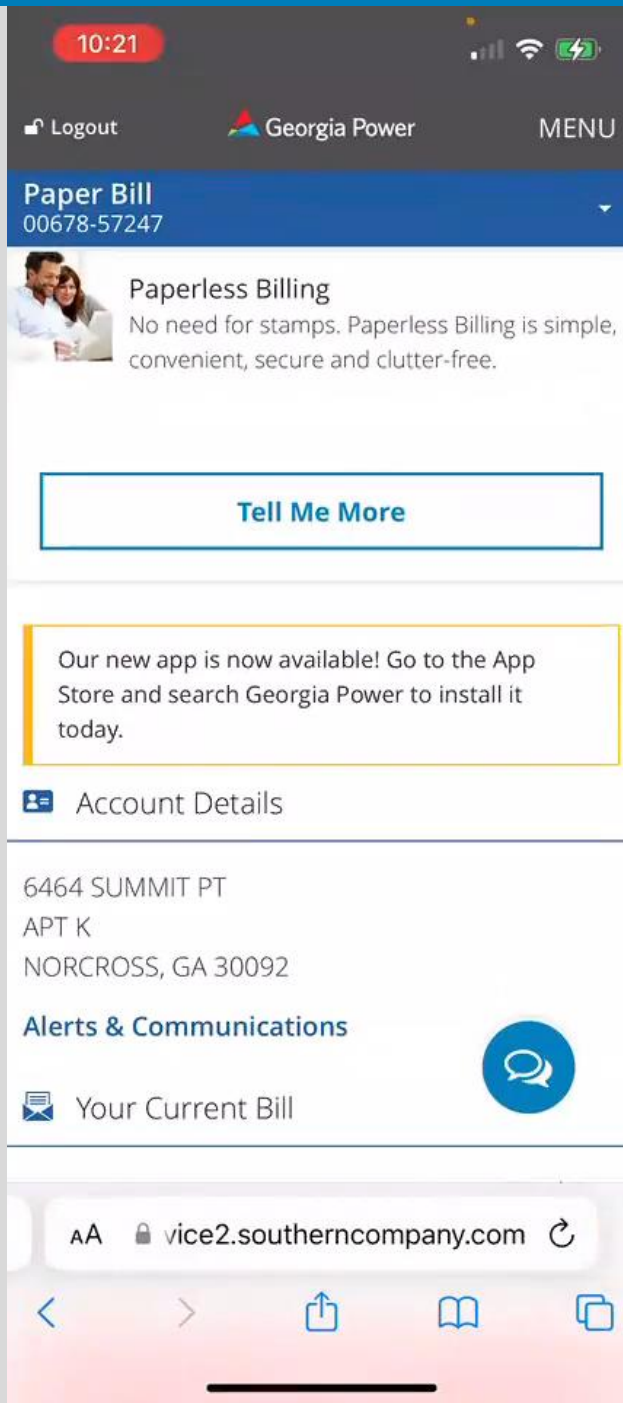 10:21
Logout
Georgia Power
MENU
Paper Bill
00678-57247
Paperless Billing
No need for stamps. Paperless Billing is simple,
convenient, secure and clutter-free.
Tell Me More
Our new app is now available! Go to the App
Store and search Georgia Power to install it
today.
Account Details
6464 SUMMIT PT
APT K
NORCROSS, GA 30092
Alerts & Communications
Your Current Bill
AA vice2.southerncompany.com